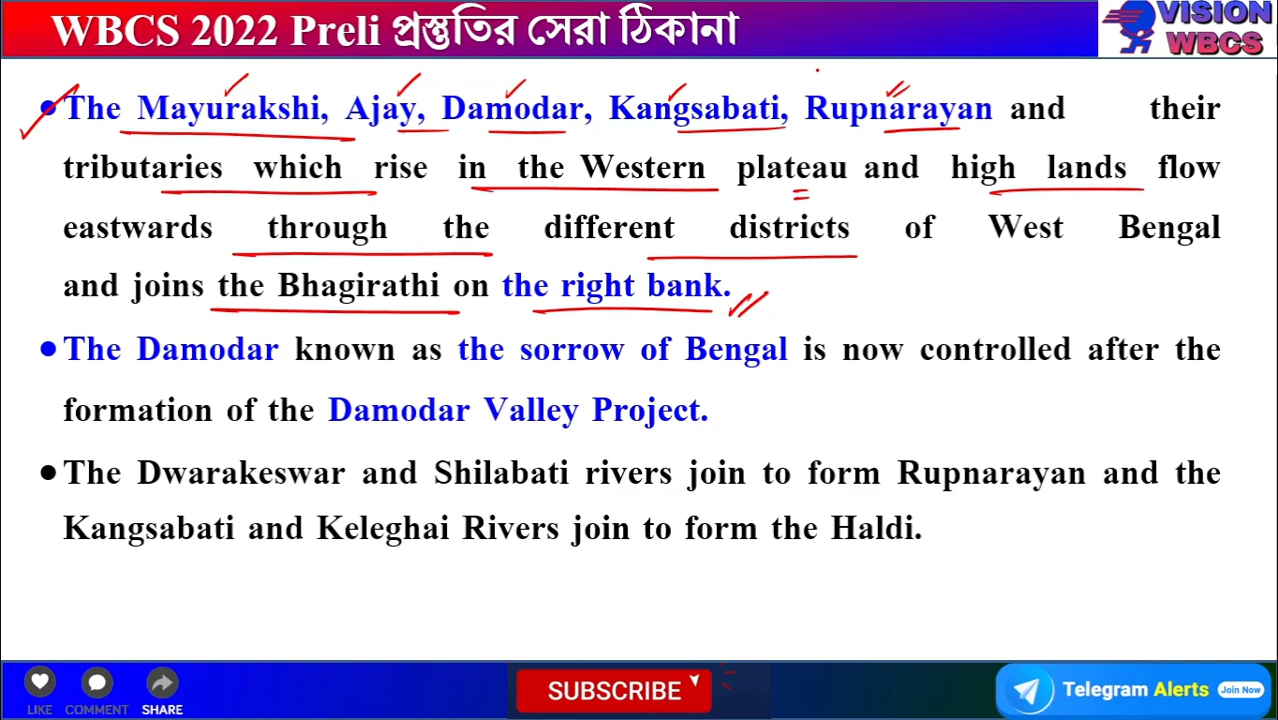 WBCS 2022 Preli প্রস্তুতির সেরা ঠিকানা
VISION
WBCS
• The Mayurakshi, Ajay, Damodar, Kangsabati, Rupnarayan and their
tributaries which rise in the Western plateau and high lands flow
eastwards through the different districts of West Bengal
and joins the Bhagirathi on the right bank.
• The Damodar known as the sorrow of Bengal is now controlled after the
formation of the Damodar Valley Project.
• The Dwarakeswar and Shilabati rivers join to form Rupnarayan and the
Kangsabati and Keleghai Rivers join to form the Haldi.
LIKE COMMENT SHARE
SUBSCRIBE
Telegram Alerts Join Now